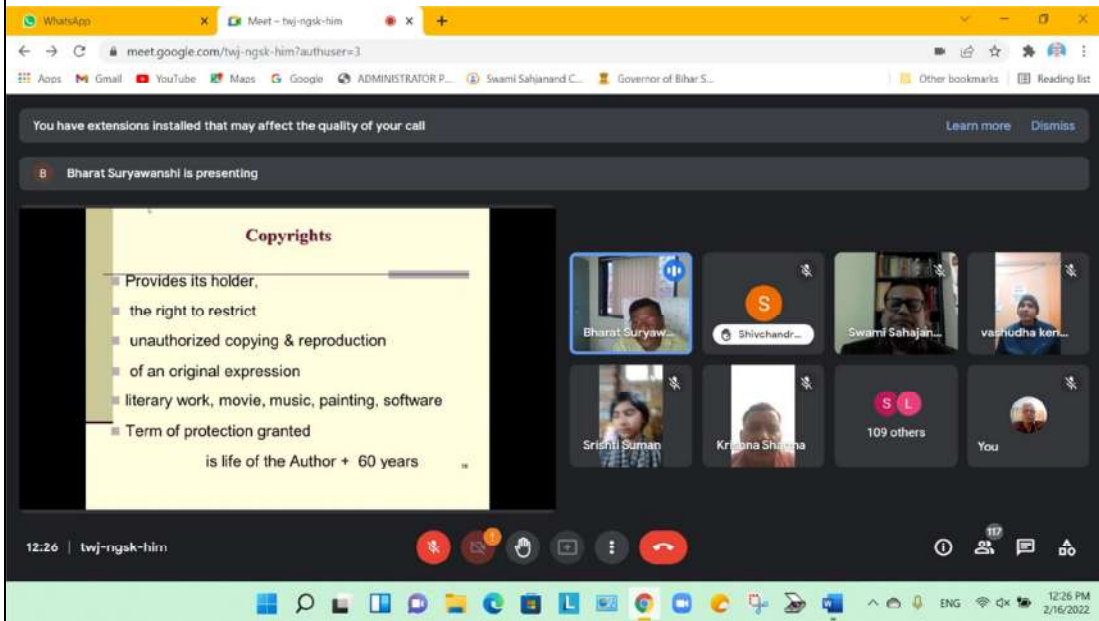 WhatsApp
Meet – twj-ngsk-him
meet.google.com/twj-ngsk-him?authuser=3
Apps Gmail YouTube Maps Google ADMINISTRATOR P... Swami Sahjanand C... Governor of Bihar S... Other bookmarks Reading list
You have extensions installed that may affect the quality of your call Learn more Dismiss
B Bharat Suryawanshi is presenting
Copyrights
Provides its holder,
the right to restrict
unauthorized copying & reproduction
of an original expression
literary work, movie, music, painting, software
Term of protection granted
is life of the Author + 60 years
S
Bharat Suryaw... Shivchandr... Swami Sahajan... vashudha ken...
S L
109 others
Srishti Suman Krishna Sharma You
12:26 | twj-ngsk-him
117
L
ENG 12:26 PM
2/16/2022